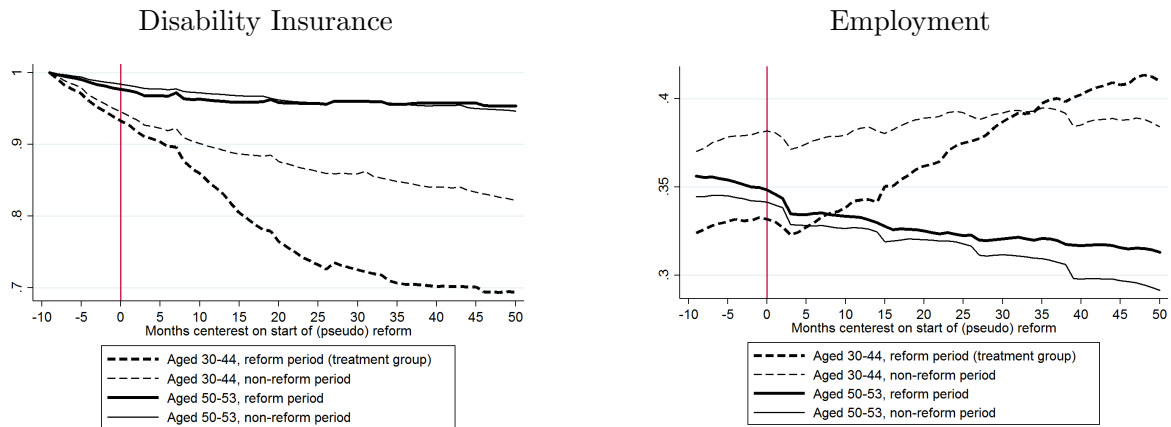 Disability Insurance
1
.9
.8
.7
-10 -5 0 5 10 15 20 25 30 35 40 45 50
Months centerest on start of (pseudo) reform
Aged 30-44, reform period (treatment group)
Aged 30-44, non-reform period
Aged 50-53, reform period
Aged 50-53, non-reform period
Employment
.4
.35
.3
-10 -5 0 5 10 15 20 25 30 35 40 45 50
Months centerest on start of (pseudo) reform
Aged 30-44, reform period (treatment group)
Aged 30-44, non-reform period
Aged 50-53, reform period
Aged 50-53, non-reform period